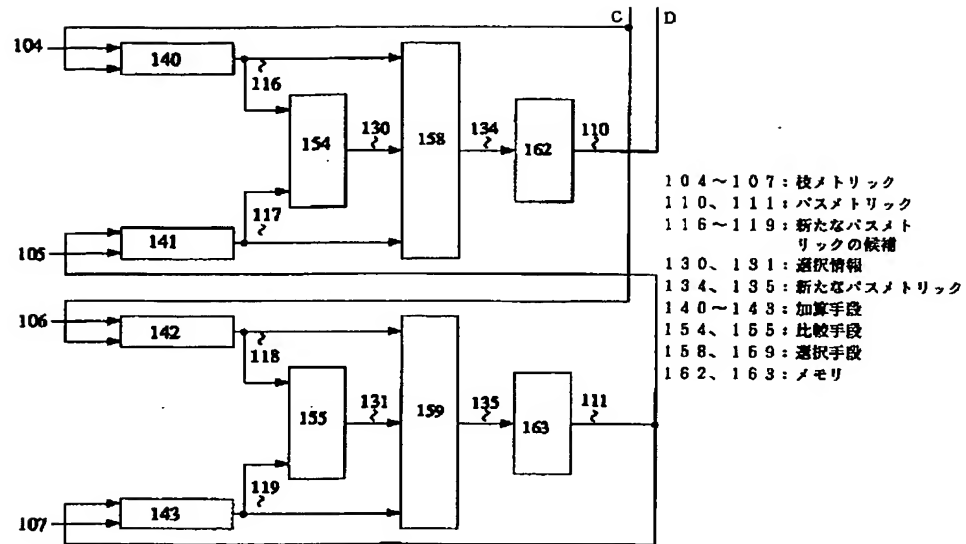 C D
104
140
116
154
130
158
134
162
110
117
141
105
106
142
118
155
131
159
135
163
111
119
143
107
104～107：枝メトリック
110、111：パスメトリック
116～119：新たなパスメト
リックの候補
130、131：選択情報
134、135：新たなパスメトリック
140～143：加算手段
154、155：比較手段
158、159：選択手段
162、163：メモリ